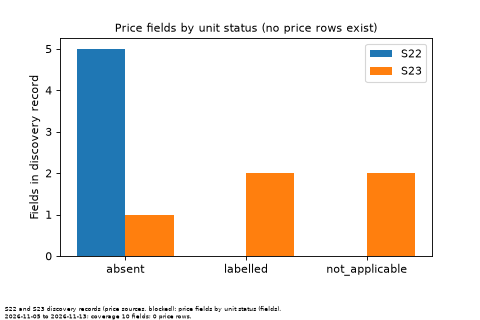 Price fields by unit status (no price rows exist)
S22
S23
5
4
3
2
1
0
Fields in discovery record
absent
labelled
not_applicable
S22 and S23 discovery records (price sources, blocked): price fields by unit status (fields).
2026-11-05 to 2026-11-13; coverage 10 fields; 0 price rows.